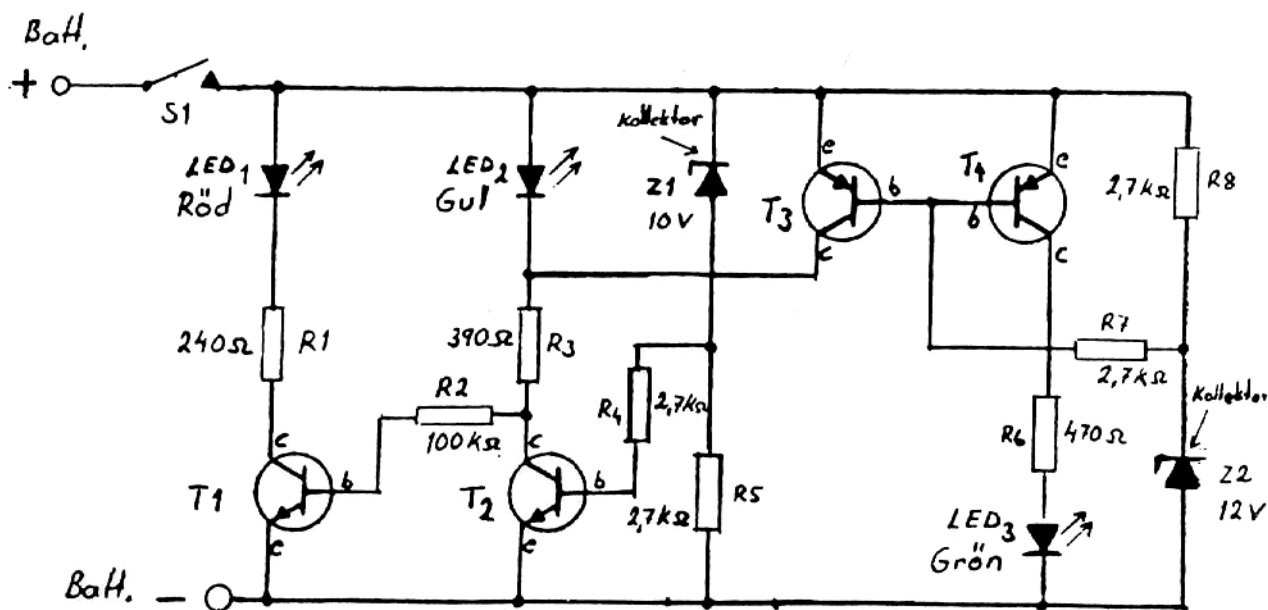 Batt.
+
S1
LED1
Röd
240Ω
R1
T1
c
b
e
Batt. -
LED2
Gul
390Ω
R3
R2
100kΩ
T2
c
b
e
R4
2,7kΩ
Kollektor
Z1
10V
R5
2,7kΩ
T3
e
b
c
T4
e
b
c
2,7kΩ
R8
R7
2,7kΩ
R6
470Ω
LED3
Grön
Kollektor
Z2
12V